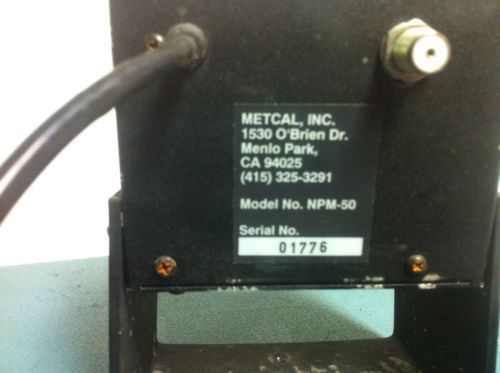 METCAL, INC.
1530 O'Brien Dr.
Menlo Park,
CA 94025
(415) 325-3291
Model No. NPM-50
Serial No.
01776